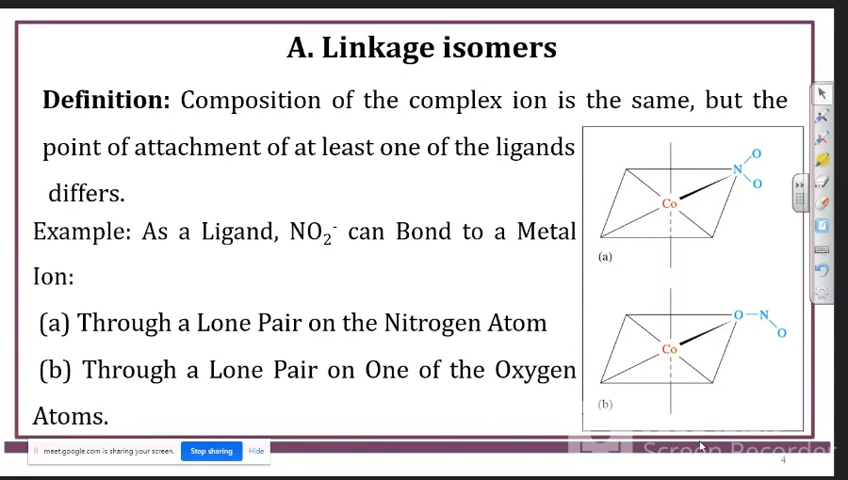 A. Linkage isomers
Definition: Composition of the complex ion is the same, but the
point of attachment of at least one of the ligands
differs.
Example: As a Ligand, NO₂⁻ can Bond to a Metal
Ion:
(a) Through a Lone Pair on the Nitrogen Atom
(b) Through a Lone Pair on One of the Oxygen
Atoms.
O
N
O
Co
(a)
O—N
O
Co
(b)
Screen Recorder
meet.google.com is sharing your screen. Stop sharing Hide
4